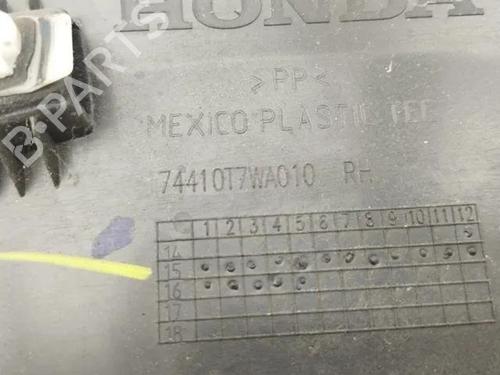 HONDA
>PP<
MEXICO PLASTIC TEC
74410T7WA010 RH
1 2 3 4 5 6 7 8 9 10 11 12
14
15
16
17
18
B-PARTS